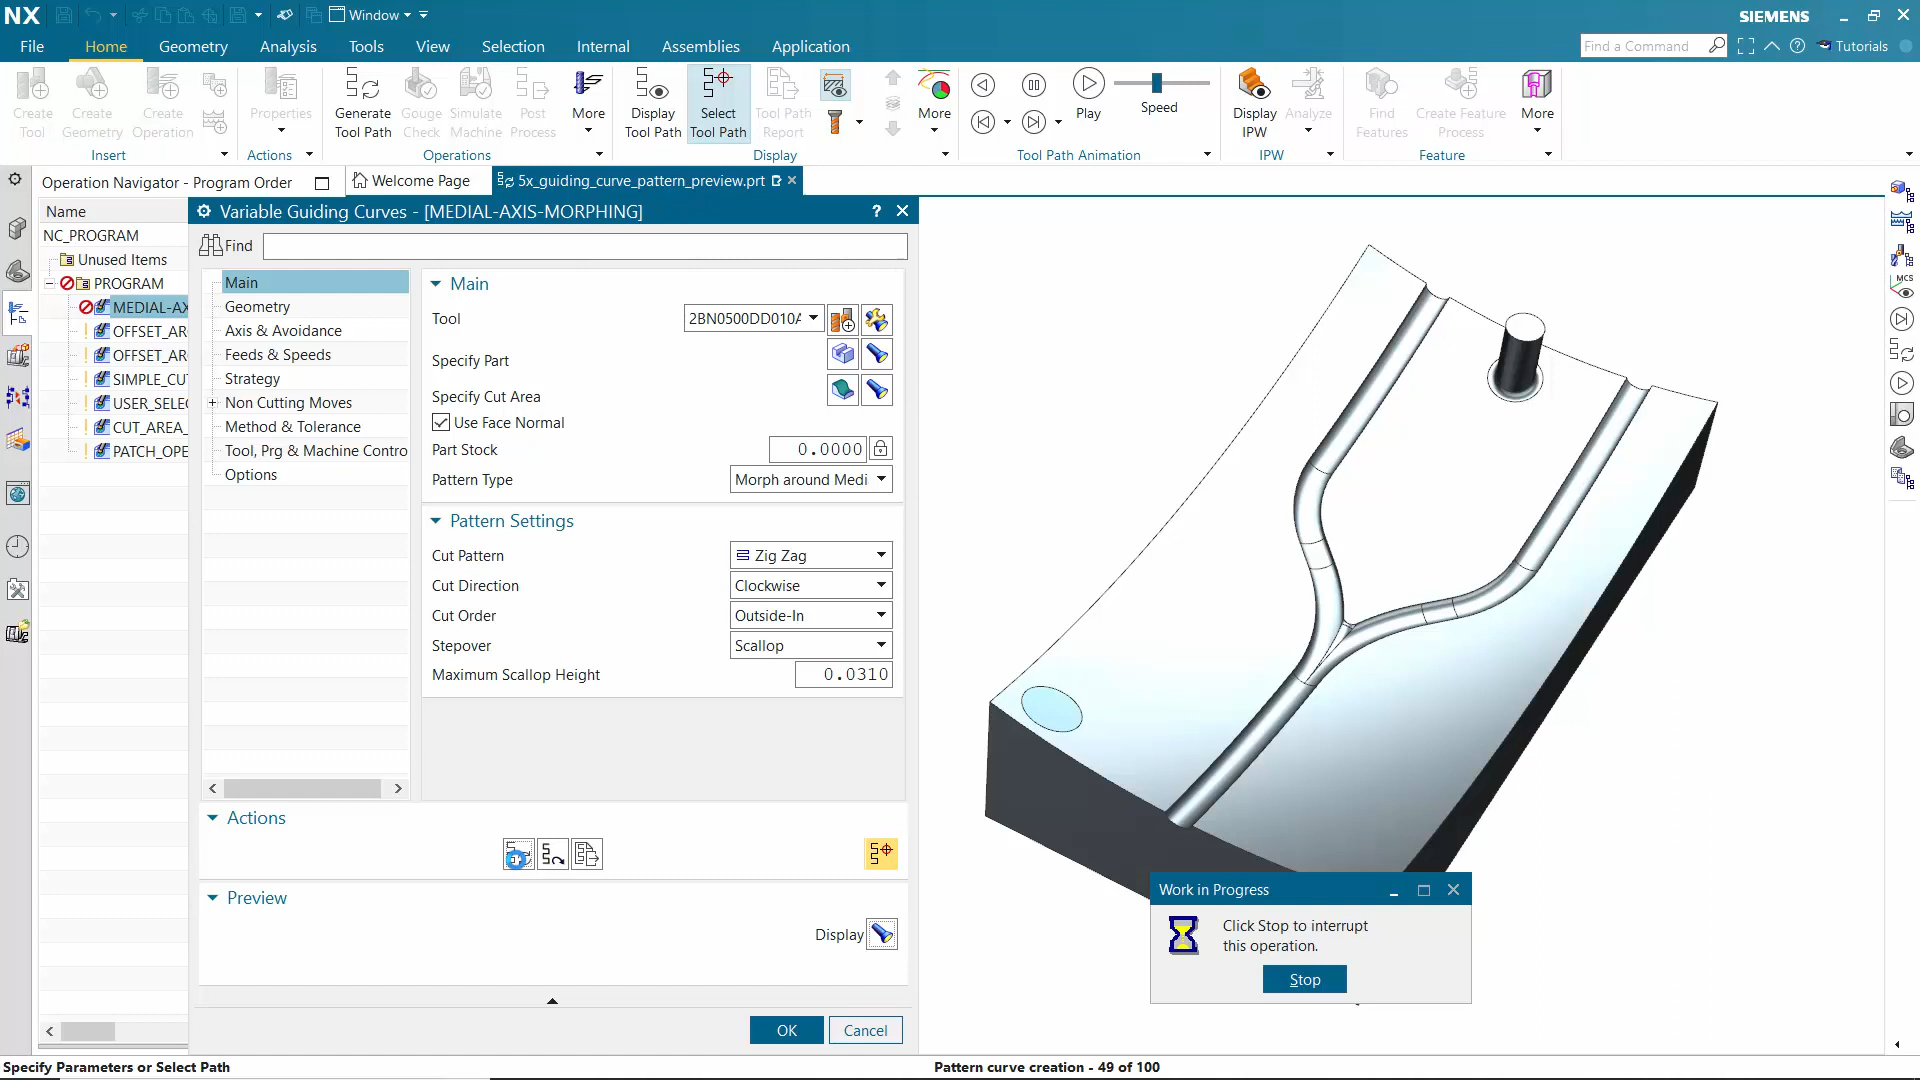 NX
Window
SIEMENS
File
Home
Geometry
Analysis
Tools
View
Selection
Internal
Assemblies
Application
Find a Command
Tutorials
Create Tool
Create Geometry
Create Operation
Properties
Generate Tool Path
Gouge Check
Simulate Machine
Post Process
More
Display Tool Path
Select Tool Path
Tool Path Report
More
Play
Speed
Display IPW
Analyze
Find Features
Create Feature Process
More
Insert
Actions
Operations
Display
Tool Path Animation
IPW
Feature
Operation Navigator - Program Order
Welcome Page
5x_guiding_curve_pattern_preview.prt
Name
NC_PROGRAM
Unused Items
PROGRAM
MEDIAL-AX
OFFSET_AR
OFFSET_AR
SIMPLE_CU
USER_SELE
CUT_AREA_
PATCH_OPE
Variable Guiding Curves - [MEDIAL-AXIS-MORPHING]
Find
Main
Geometry
Axis & Avoidance
Feeds & Speeds
Strategy
Non Cutting Moves
Method & Tolerance
Tool, Prg & Machine Contro
Options
Main
Tool
2BN0500DD010A
Specify Part
Specify Cut Area
Use Face Normal
Part Stock
0.0000
Pattern Type
Morph around Medi
Pattern Settings
Cut Pattern
Zig Zag
Cut Direction
Clockwise
Cut Order
Outside-In
Stepover
Scallop
Maximum Scallop Height
0.0310
Actions
Preview
Display
OK
Cancel
Work in Progress
Click Stop to interrupt
this operation.
Stop
MCS
Specify Parameters or Select Path
Pattern curve creation - 49 of 100